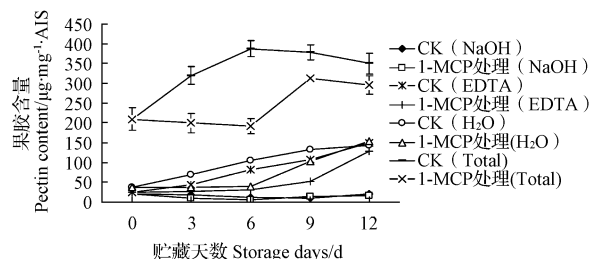 果胶含量
Pectin content/μg·mg⁻¹·AIS
450
400
350
300
250
200
150
100
50
0
0 3 6 9 12
贮藏天数 Storage days/d
CK（NaOH）
1-MCP处理（NaOH）
CK（EDTA）
1-MCP处理（EDTA）
CK（H₂O）
1-MCP处理(H₂O）
CK（Total)
1-MCP处理(Total)